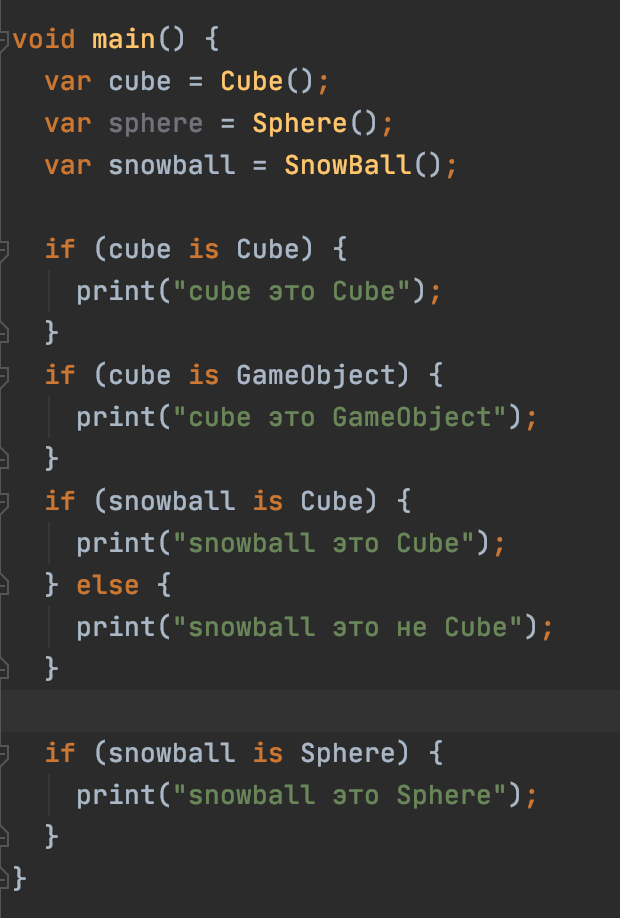 void main() {
  var cube = Cube();
  var sphere = Sphere();
  var snowball = SnowBall();

  if (cube is Cube) {
    print("cube это Cube");
  }
  if (cube is GameObject) {
    print("cube это GameObject");
  }
  if (snowball is Cube) {
    print("snowball это Cube");
  } else {
    print("snowball это не Cube");
  }

  if (snowball is Sphere) {
    print("snowball это Sphere");
  }
}